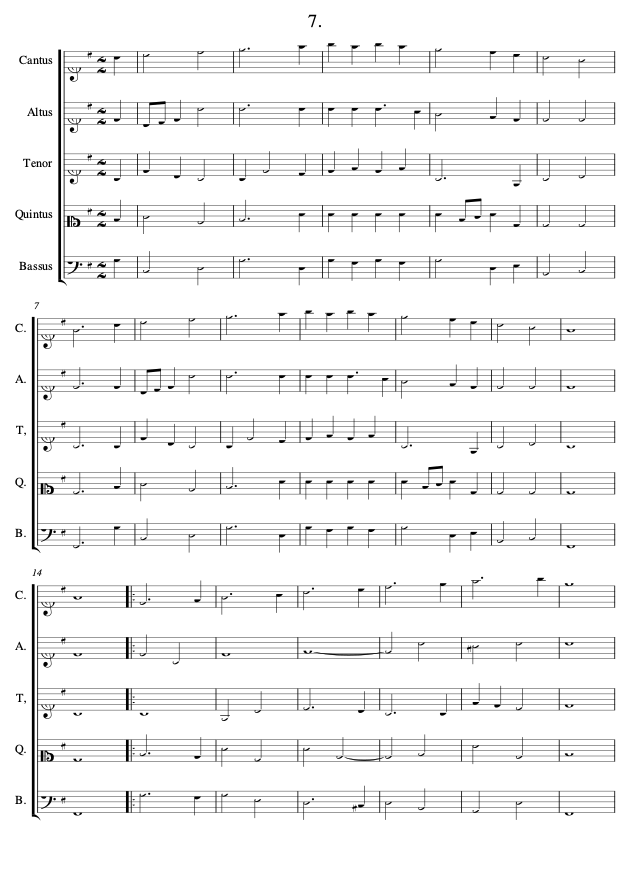 7.
Cantus
Altus
Tenor
Quintus
Bassus
7
C.
A.
T,
Q.
B.
14
C.
A.
T,
Q.
B.